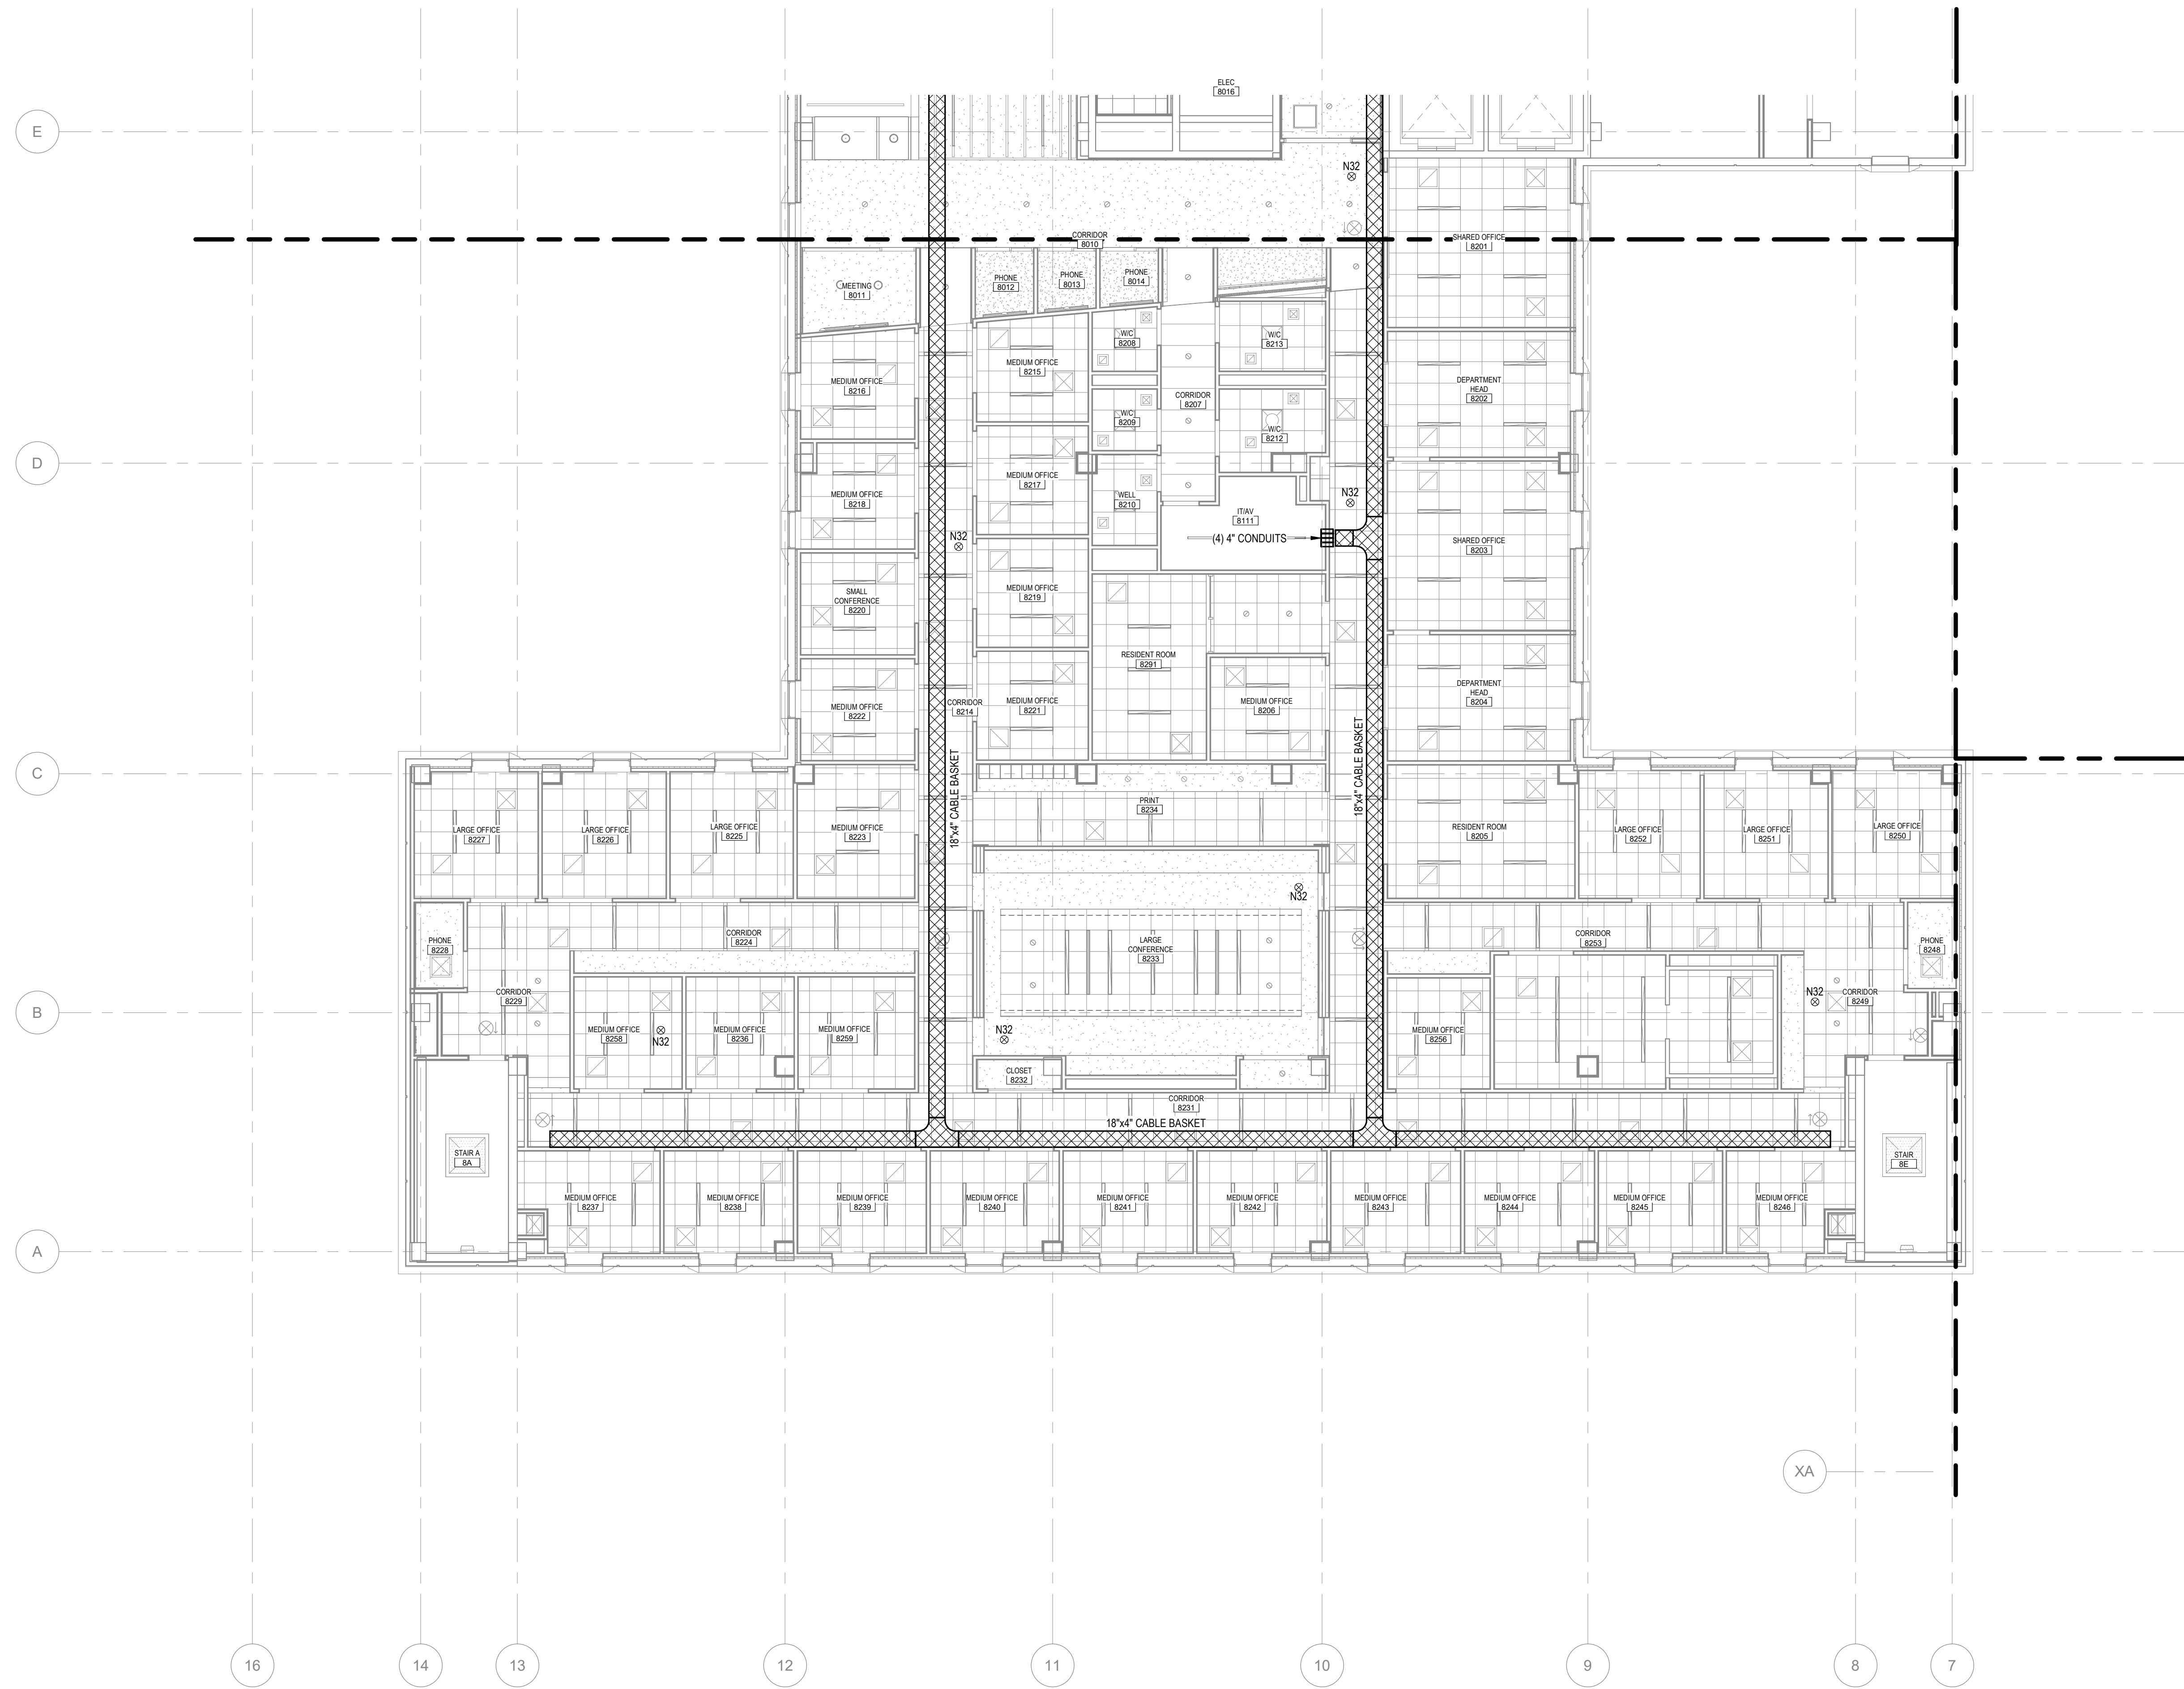 ELEC
8016
E
N32
CORRIDOR
8010
SHARED OFFICE
8201
MEETING
8011
PHONE
8012
PHONE
8013
PHONE
8014
W/C
8208
W/C
8213
MEDIUM OFFICE
8215
MEDIUM OFFICE
8216
DEPARTMENT
HEAD
8202
CORRIDOR
8207
W/C
8209
W/C
8212
D
MEDIUM OFFICE
8217
MEDIUM OFFICE
8218
WELL
8210
N32
IT/AV
8111
(4) 4" CONDUITS
N32
SHARED OFFICE
8203
MEDIUM OFFICE
8219
SMALL
CONFERENCE
8220
RESIDENT ROOM
8291
DEPARTMENT
HEAD
8204
MEDIUM OFFICE
8222
CORRIDOR
8214
MEDIUM OFFICE
8221
MEDIUM OFFICE
8206
18"x4" CABLE BASKET
18"x4" CABLE BASKET
C
LARGE OFFICE
8227
LARGE OFFICE
8226
LARGE OFFICE
8225
MEDIUM OFFICE
8223
PRINT
8234
RESIDENT ROOM
8205
LARGE OFFICE
8252
LARGE OFFICE
8251
LARGE OFFICE
8250
N32
PHONE
8228
CORRIDOR
8224
LARGE
CONFERENCE
8233
CORRIDOR
8253
PHONE
8248
B
CORRIDOR
8229
N32
CORRIDOR
8249
MEDIUM OFFICE
8258
N32
MEDIUM OFFICE
8236
MEDIUM OFFICE
8259
N32
MEDIUM OFFICE
8256
CLOSET
8232
CORRIDOR
8231
18"x4" CABLE BASKET
STAIR A
8A
STAIR
8E
MEDIUM OFFICE
8237
MEDIUM OFFICE
8238
MEDIUM OFFICE
8239
MEDIUM OFFICE
8240
MEDIUM OFFICE
8241
MEDIUM OFFICE
8242
MEDIUM OFFICE
8243
MEDIUM OFFICE
8244
MEDIUM OFFICE
8245
MEDIUM OFFICE
8246
A
XA
16
14
13
12
11
10
9
8
7